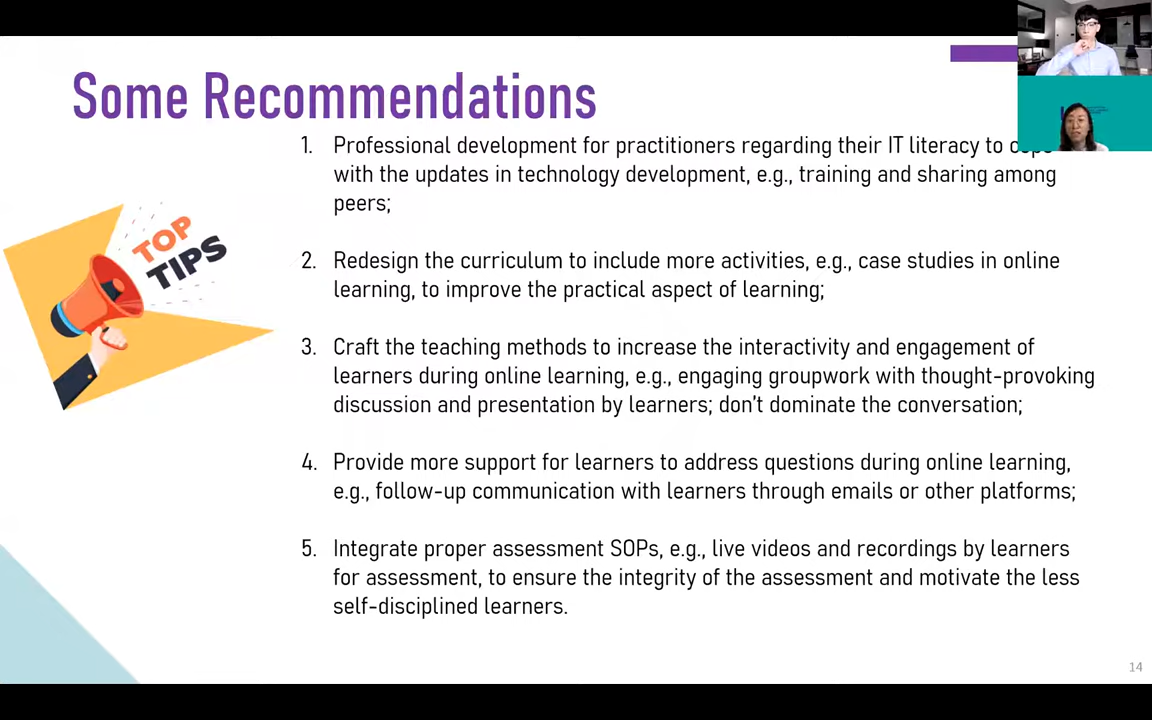 Some Recommendations
1. Professional development for practitioners regarding their IT literacy to
with the updates in technology development, e.g., training and sharing among
peers;
TOP
TIPS
2. Redesign the curriculum to include more activities, e.g., case studies in online
learning, to improve the practical aspect of learning;
3. Craft the teaching methods to increase the interactivity and engagement of
learners during online learning, e.g., engaging groupwork with thought-provoking
discussion and presentation by learners; don't dominate the conversation;
4. Provide more support for learners to address questions during online learning,
e.g., follow-up communication with learners through emails or other platforms;
5. Integrate proper assessment SOPs, e.g., live videos and recordings by learners
for assessment, to ensure the integrity of the assessment and motivate the less
self-disciplined learners.
14